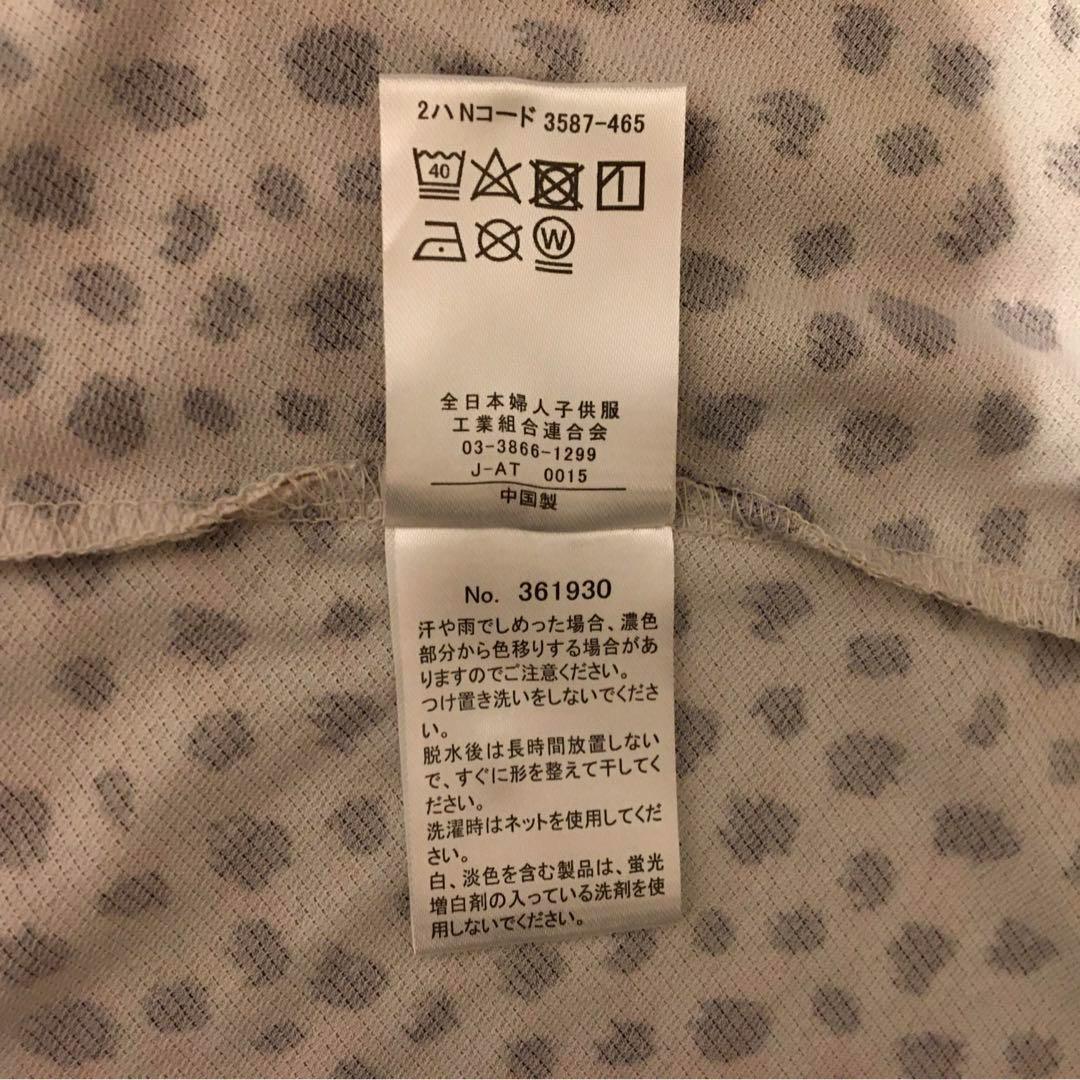 2ハNコード 3587-465
40
W
全日本婦人子供服
工業組合連合会
03-3866-1299
J-AT 0015
中国製
No. 361930
汗や雨でしめった場合、濃色
部分から色移りする場合があ
りますのでご注意ください。
つけ置き洗いをしないでくださ
い。
脱水後は長時間放置しない
で、すぐに形を整えて干してく
ださい。
洗濯時はネットを使用してくだ
さい。
白、淡色を含む製品は、蛍光
増白剤の入っている洗剤を使
用しないでください。